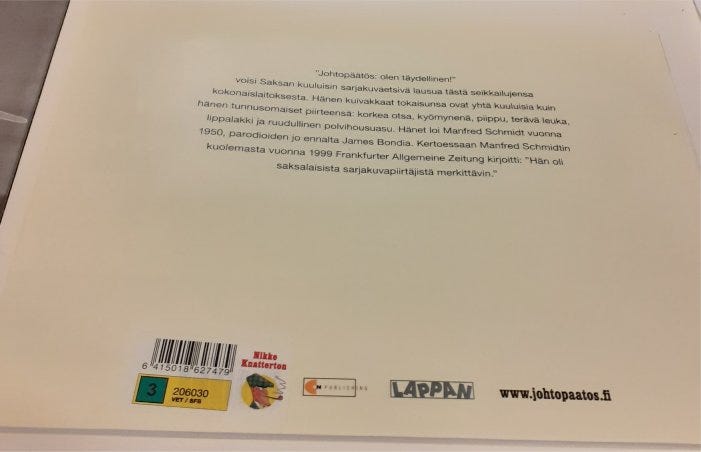 "Johtopäätös: olen täydellinen!"
voisi Saksan kuuluisin sarjakuvaetsivä lausua tästä seikkailujensa
kokonaislaitoksesta. Hänen kuivakkaat tokaisunsa ovat yhtä kuuluisia kuin
hänen tunnusomaiset piirteensä: korkea otsa, kyömynenä, piippu, terävä leuka,
lippalakki ja ruudullinen polvihousuasu. Hänet loi Manfred Schmidt vuonna
1950, parodioiden jo ennalta James Bondia. Kertoessaan Manfred Schmidtin
kuolemasta vuonna 1999 Frankfurter Allgemeine Zeitung kirjoitti: "Hän oli
saksalaisista sarjakuvapiirtäjistä merkittävin."
6 415018 627479
3 206030
VET / SFB
Nikke
Knatterton
N PUBLISHING
LAPPAN
www.johtopaatos.fi